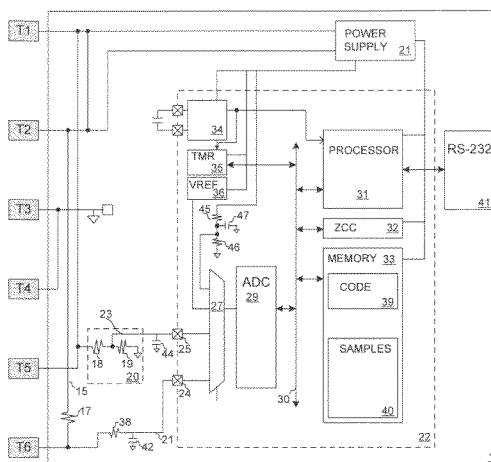 T1
POWER
SUPPLY
21
T2
34
TMR
35
VREF
36
PROCESSOR
31
RS-232
41
T3
45
47
46
ZCC
32
MEMORY 33
CODE
39
T4
27
ADC
29
23
44
25
SAMPLES
40
T5
18
19
20
15
24
30
17
38
42
21
22
T6